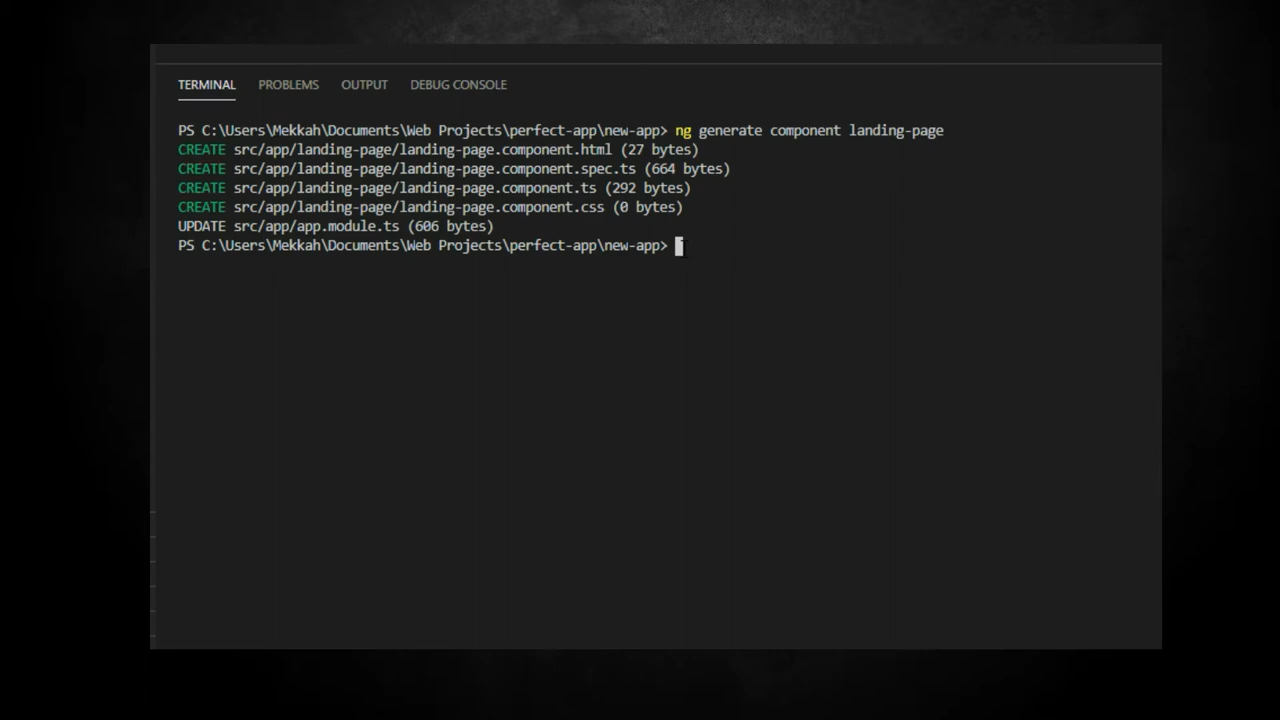 TERMINAL PROBLEMS OUTPUT DEBUG CONSOLE
PS C:\Users\Mekkah\Documents\Web Projects\perfect-app\new-app> ng generate component landing-page
CREATE src/app/landing-page/landing-page.component.html (27 bytes)
CREATE src/app/landing-page/landing-page.component.spec.ts (664 bytes)
CREATE src/app/landing-page/landing-page.component.ts (292 bytes)
CREATE src/app/landing-page/landing-page.component.css (0 bytes)
UPDATE src/app/app.module.ts (606 bytes)
PS C:\Users\Mekkah\Documents\Web Projects\perfect-app\new-app>